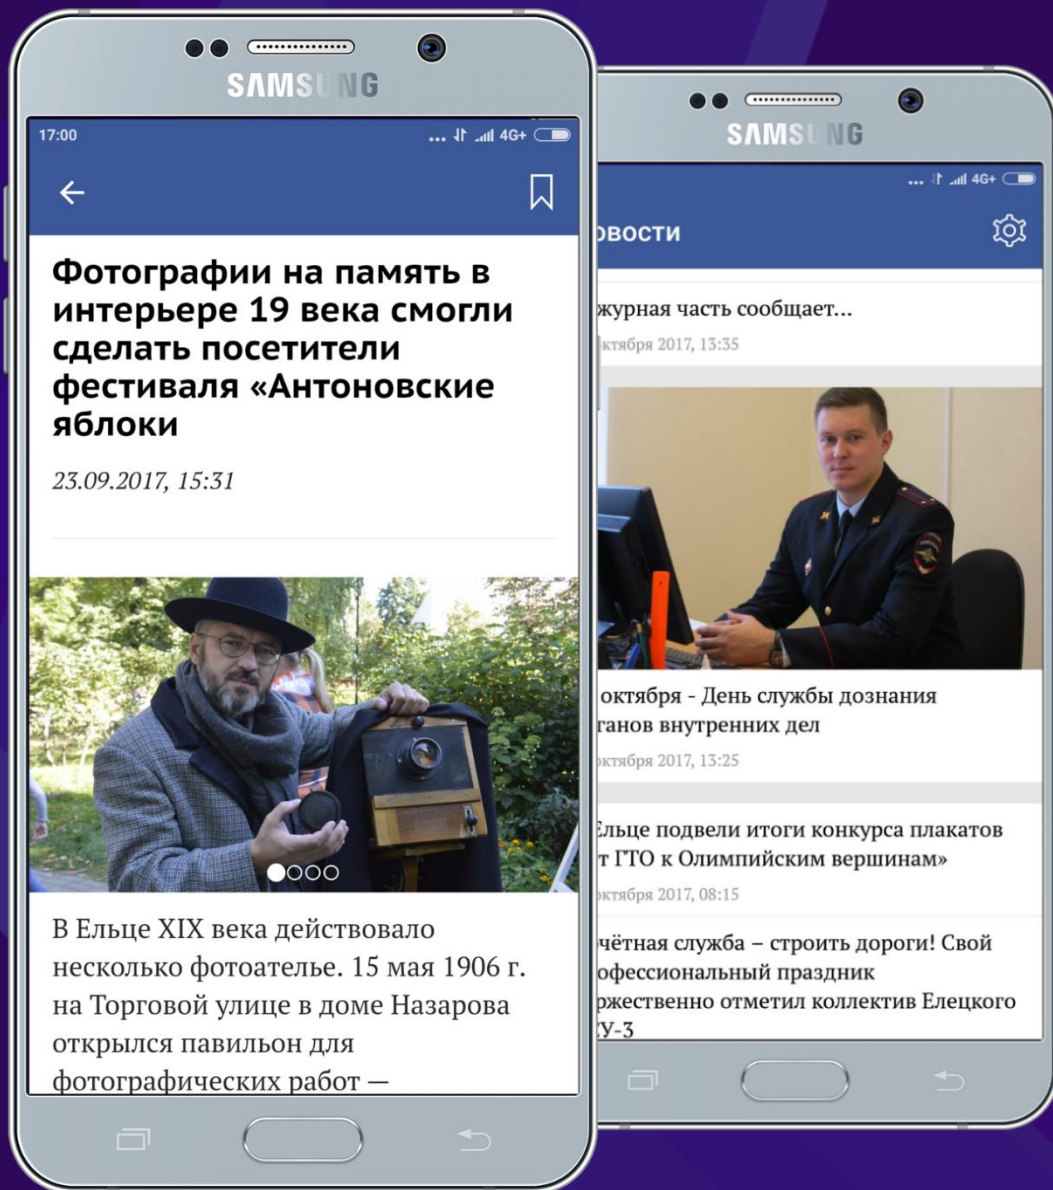 SAMSUNG
17:00
4G+
Фотографии на память в
интерьере 19 века смогли
сделать посетители
фестиваля «Антоновские
яблоки
23.09.2017, 15:31
В Ельце XIX века действовало
несколько фотоателье. 15 мая 1906 г.
на Торговой улице в доме Назарова
открылся павильон для
фотографических работ —
SAMSUNG
4G+
овости
журная часть сообщает...
ктября 2017, 13:35
октября - День службы дознания
ганов внутренних дел
октября 2017, 13:25
Ельце подвели итоги конкурса плакатов
т ГТО к Олимпийским вершинам»
октября 2017, 08:15
чётная служба – строить дороги! Свой
офессиональный праздник
ржественно отметил коллектив Елецкого
СУ-3